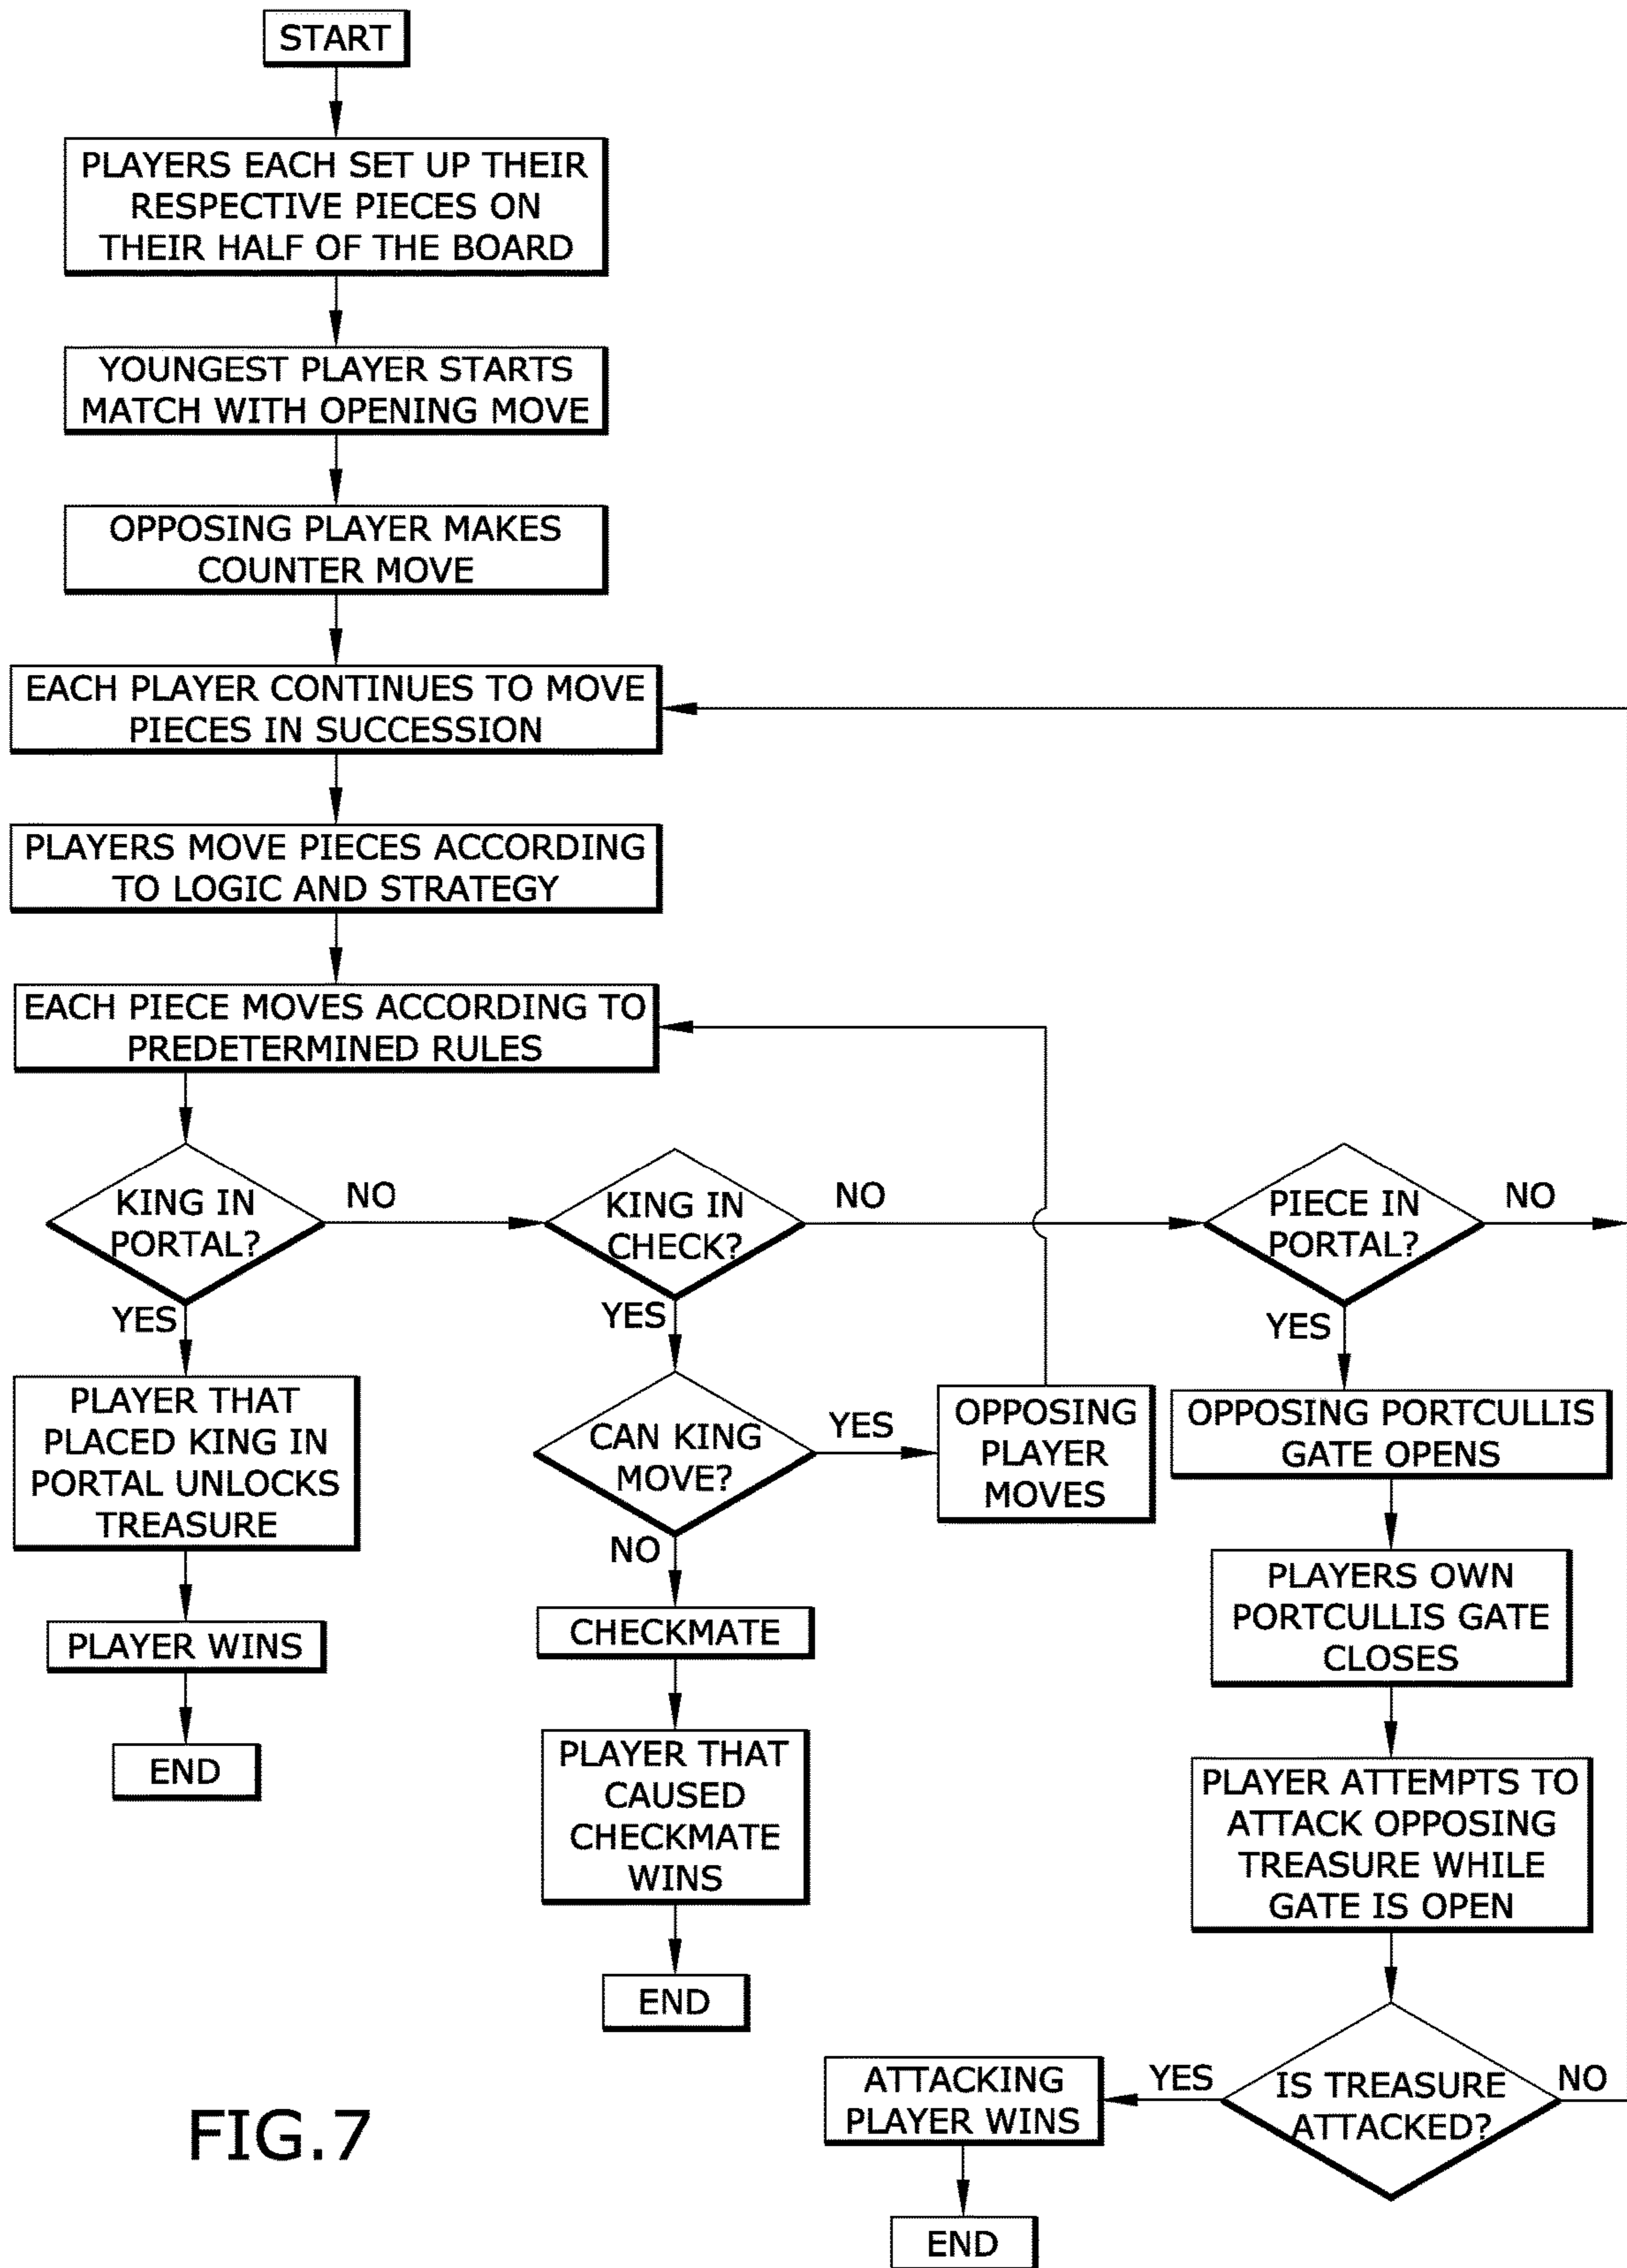 START
PLAYERS EACH SET UP THEIR
RESPECTIVE PIECES ON
THEIR HALF OF THE BOARD
YOUNGEST PLAYER STARTS
MATCH WITH OPENING MOVE
OPPOSING PLAYER MAKES
COUNTER MOVE
EACH PLAYER CONTINUES TO MOVE
PIECES IN SUCCESSION
PLAYERS MOVE PIECES ACCORDING
TO LOGIC AND STRATEGY
EACH PIECE MOVES ACCORDING TO
PREDETERMINED RULES
KING IN
PORTAL?
NO
YES
PLAYER THAT
PLACED KING IN
PORTAL UNLOCKS
TREASURE
PLAYER WINS
END
KING IN
CHECK?
NO
YES
CAN KING
MOVE?
YES
OPPOSING
PLAYER
MOVES
NO
CHECKMATE
PLAYER THAT
CAUSED
CHECKMATE
WINS
END
PIECE IN
PORTAL?
NO
YES
OPPOSING PORTCULLIS
GATE OPENS
PLAYERS OWN
PORTCULLIS GATE
CLOSES
PLAYER ATTEMPTS TO
ATTACK OPPOSING
TREASURE WHILE
GATE IS OPEN
IS TREASURE
ATTACKED?
NO
YES
ATTACKING
PLAYER WINS
END
FIG.7